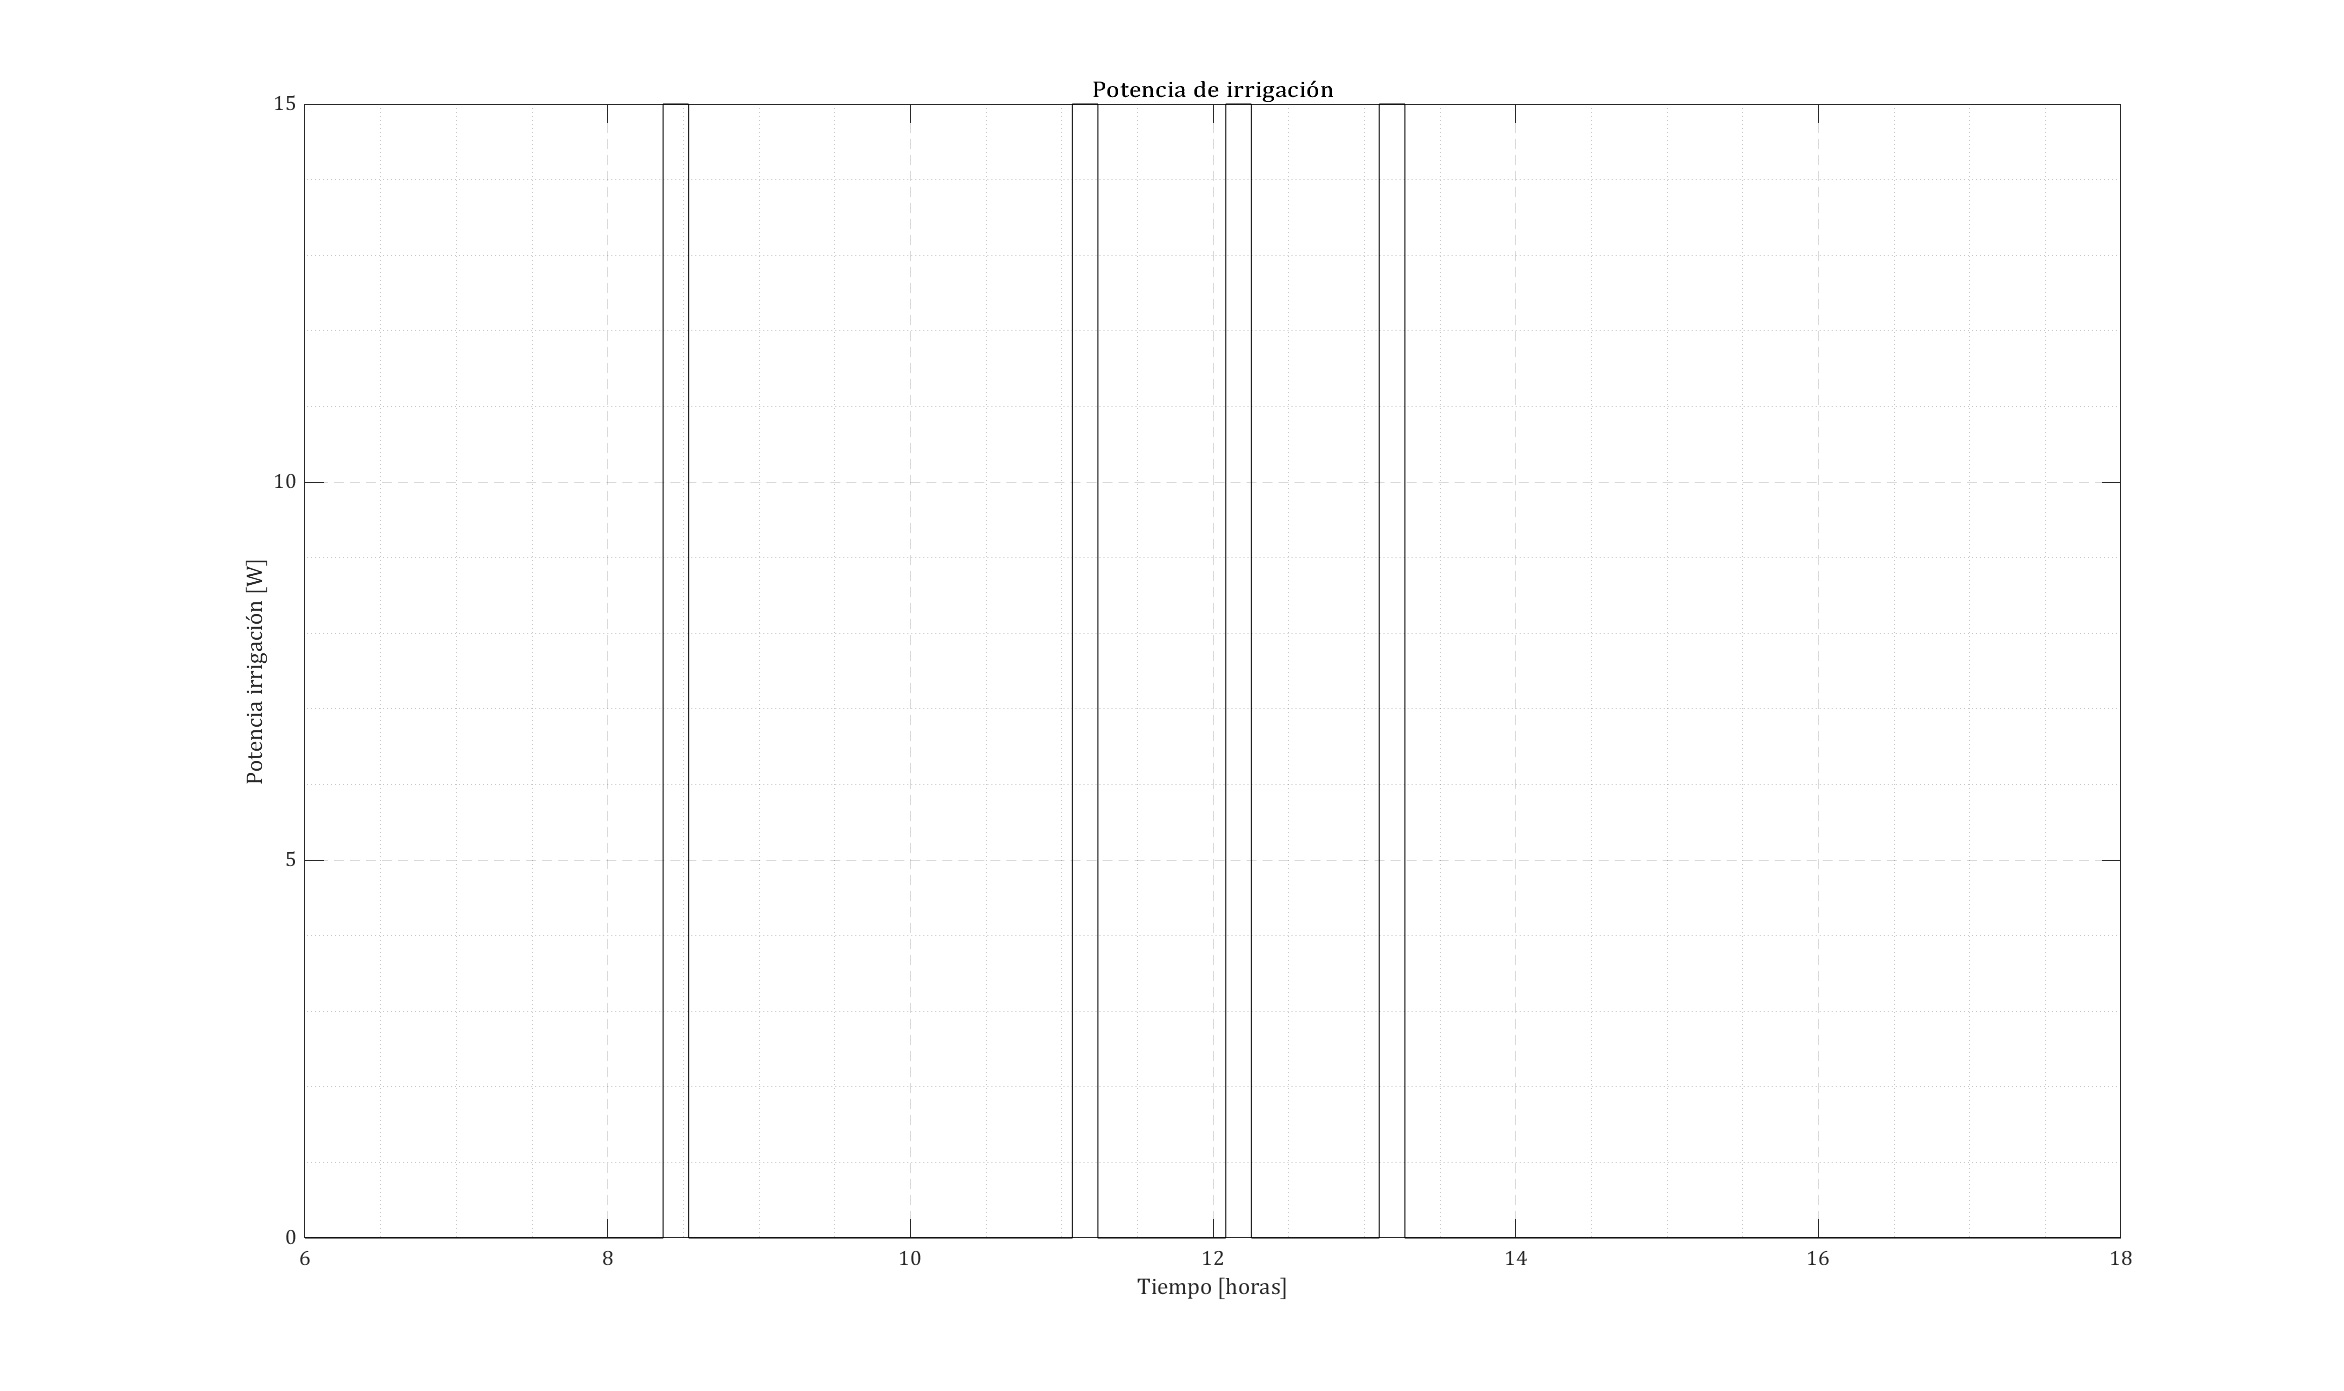 Potencia de irrigación
15
10
5
0
Potencia irrigación [W]
6 8 10 12 14 16 18
Tiempo [horas]